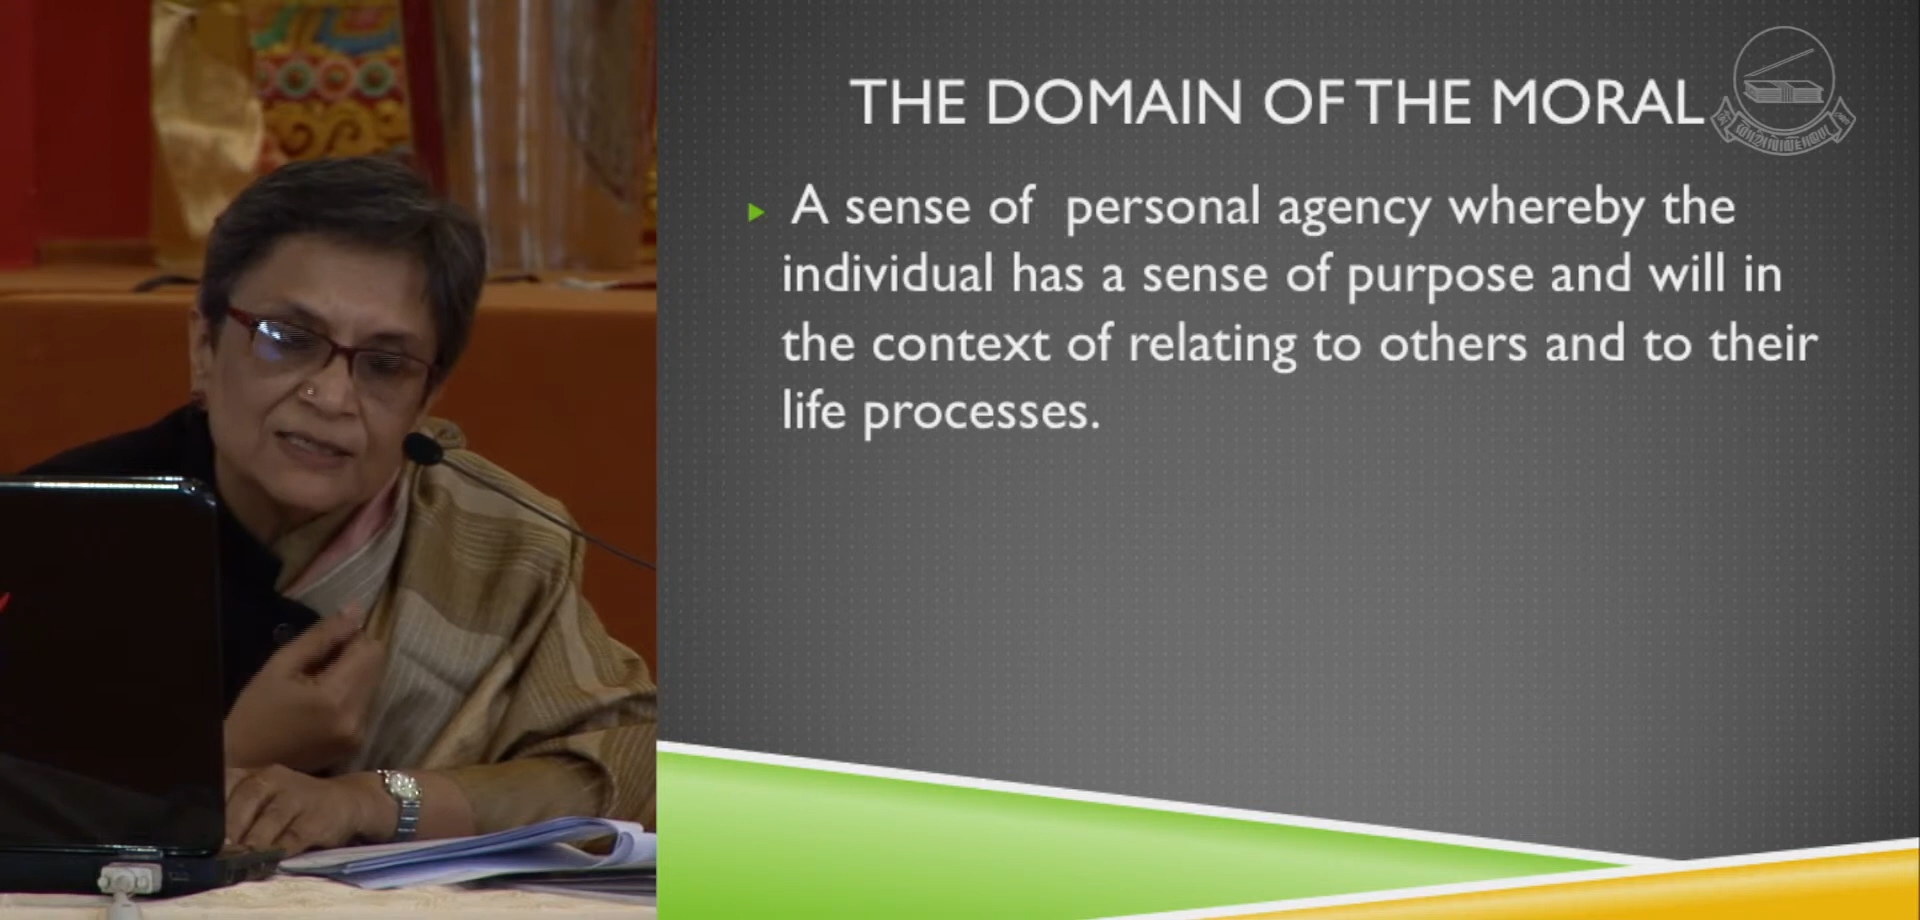 THE DOMAIN OF THE MORAL
A sense of personal agency whereby the
individual has a sense of purpose and will in
the context of relating to others and to their
life processes.